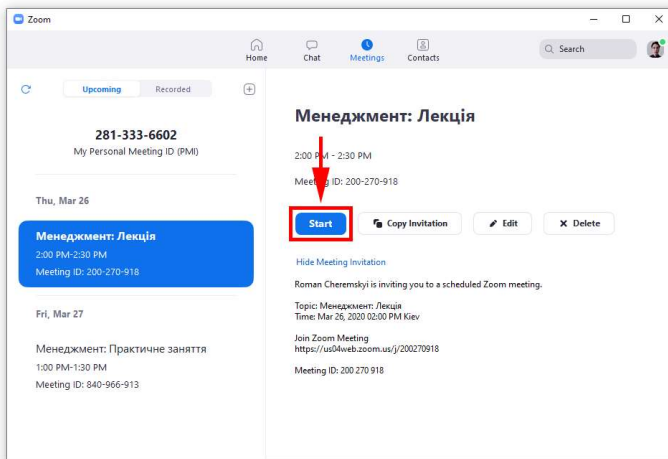 Zoom
Home
Chat
Meetings
Contacts
Search
Upcoming
Recorded
281-333-6602
My Personal Meeting ID (PMI)
Thu, Mar 26
Менеджмент: Лекція
2:00 PM-2:30 PM
Meeting ID: 200-270-918
Fri, Mar 27
Менеджмент: Практичне заняття
1:00 PM-1:30 PM
Meeting ID: 840-966-913
Менеджмент: Лекція
2:00 PM - 2:30 PM
Meeting ID: 200-270-918
Start
Copy Invitation
Edit
Delete
Hide Meeting Invitation
Roman Cheremskyi is inviting you to a scheduled Zoom meeting.
Topic: Менеджмент: Лекція
Time: Mar 26, 2020 02:00 PM Kiev
Join Zoom Meeting
https://us04web.zoom.us/j/200270918
Meeting ID: 200 270 918